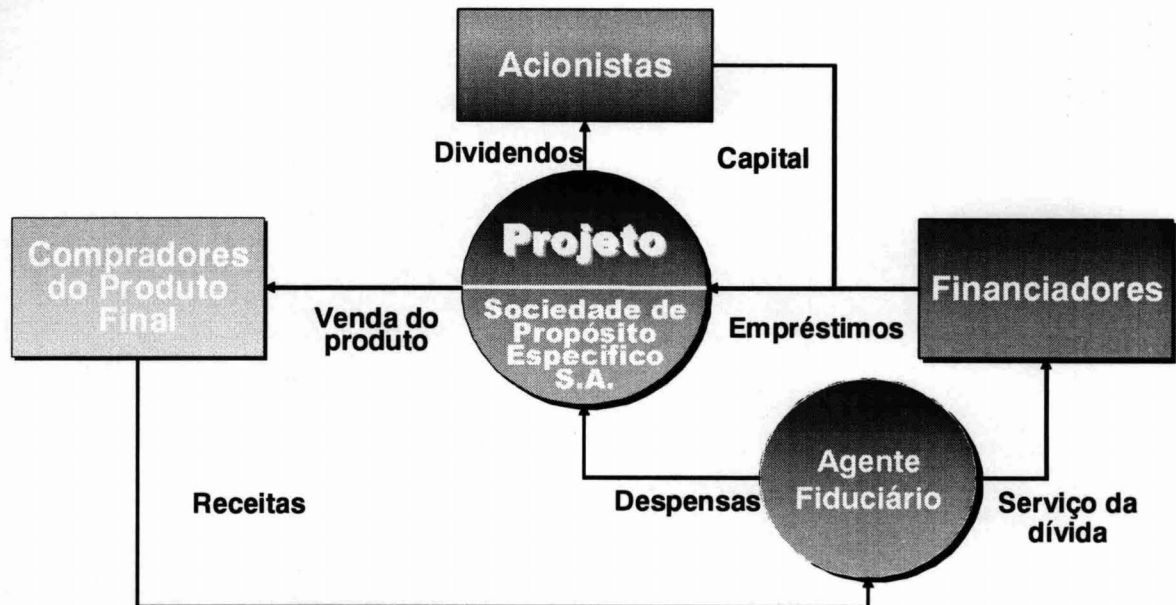 Acionistas
Dividendos
Capital
Projeto
Sociedade de
Propósito
Específico
S.A.
Compradores
do Produto
Final
Venda do
produto
Financiadores
Empréstimos
Agente
Fiduciárío
Receitas
Despensas
Serviço da
dívida